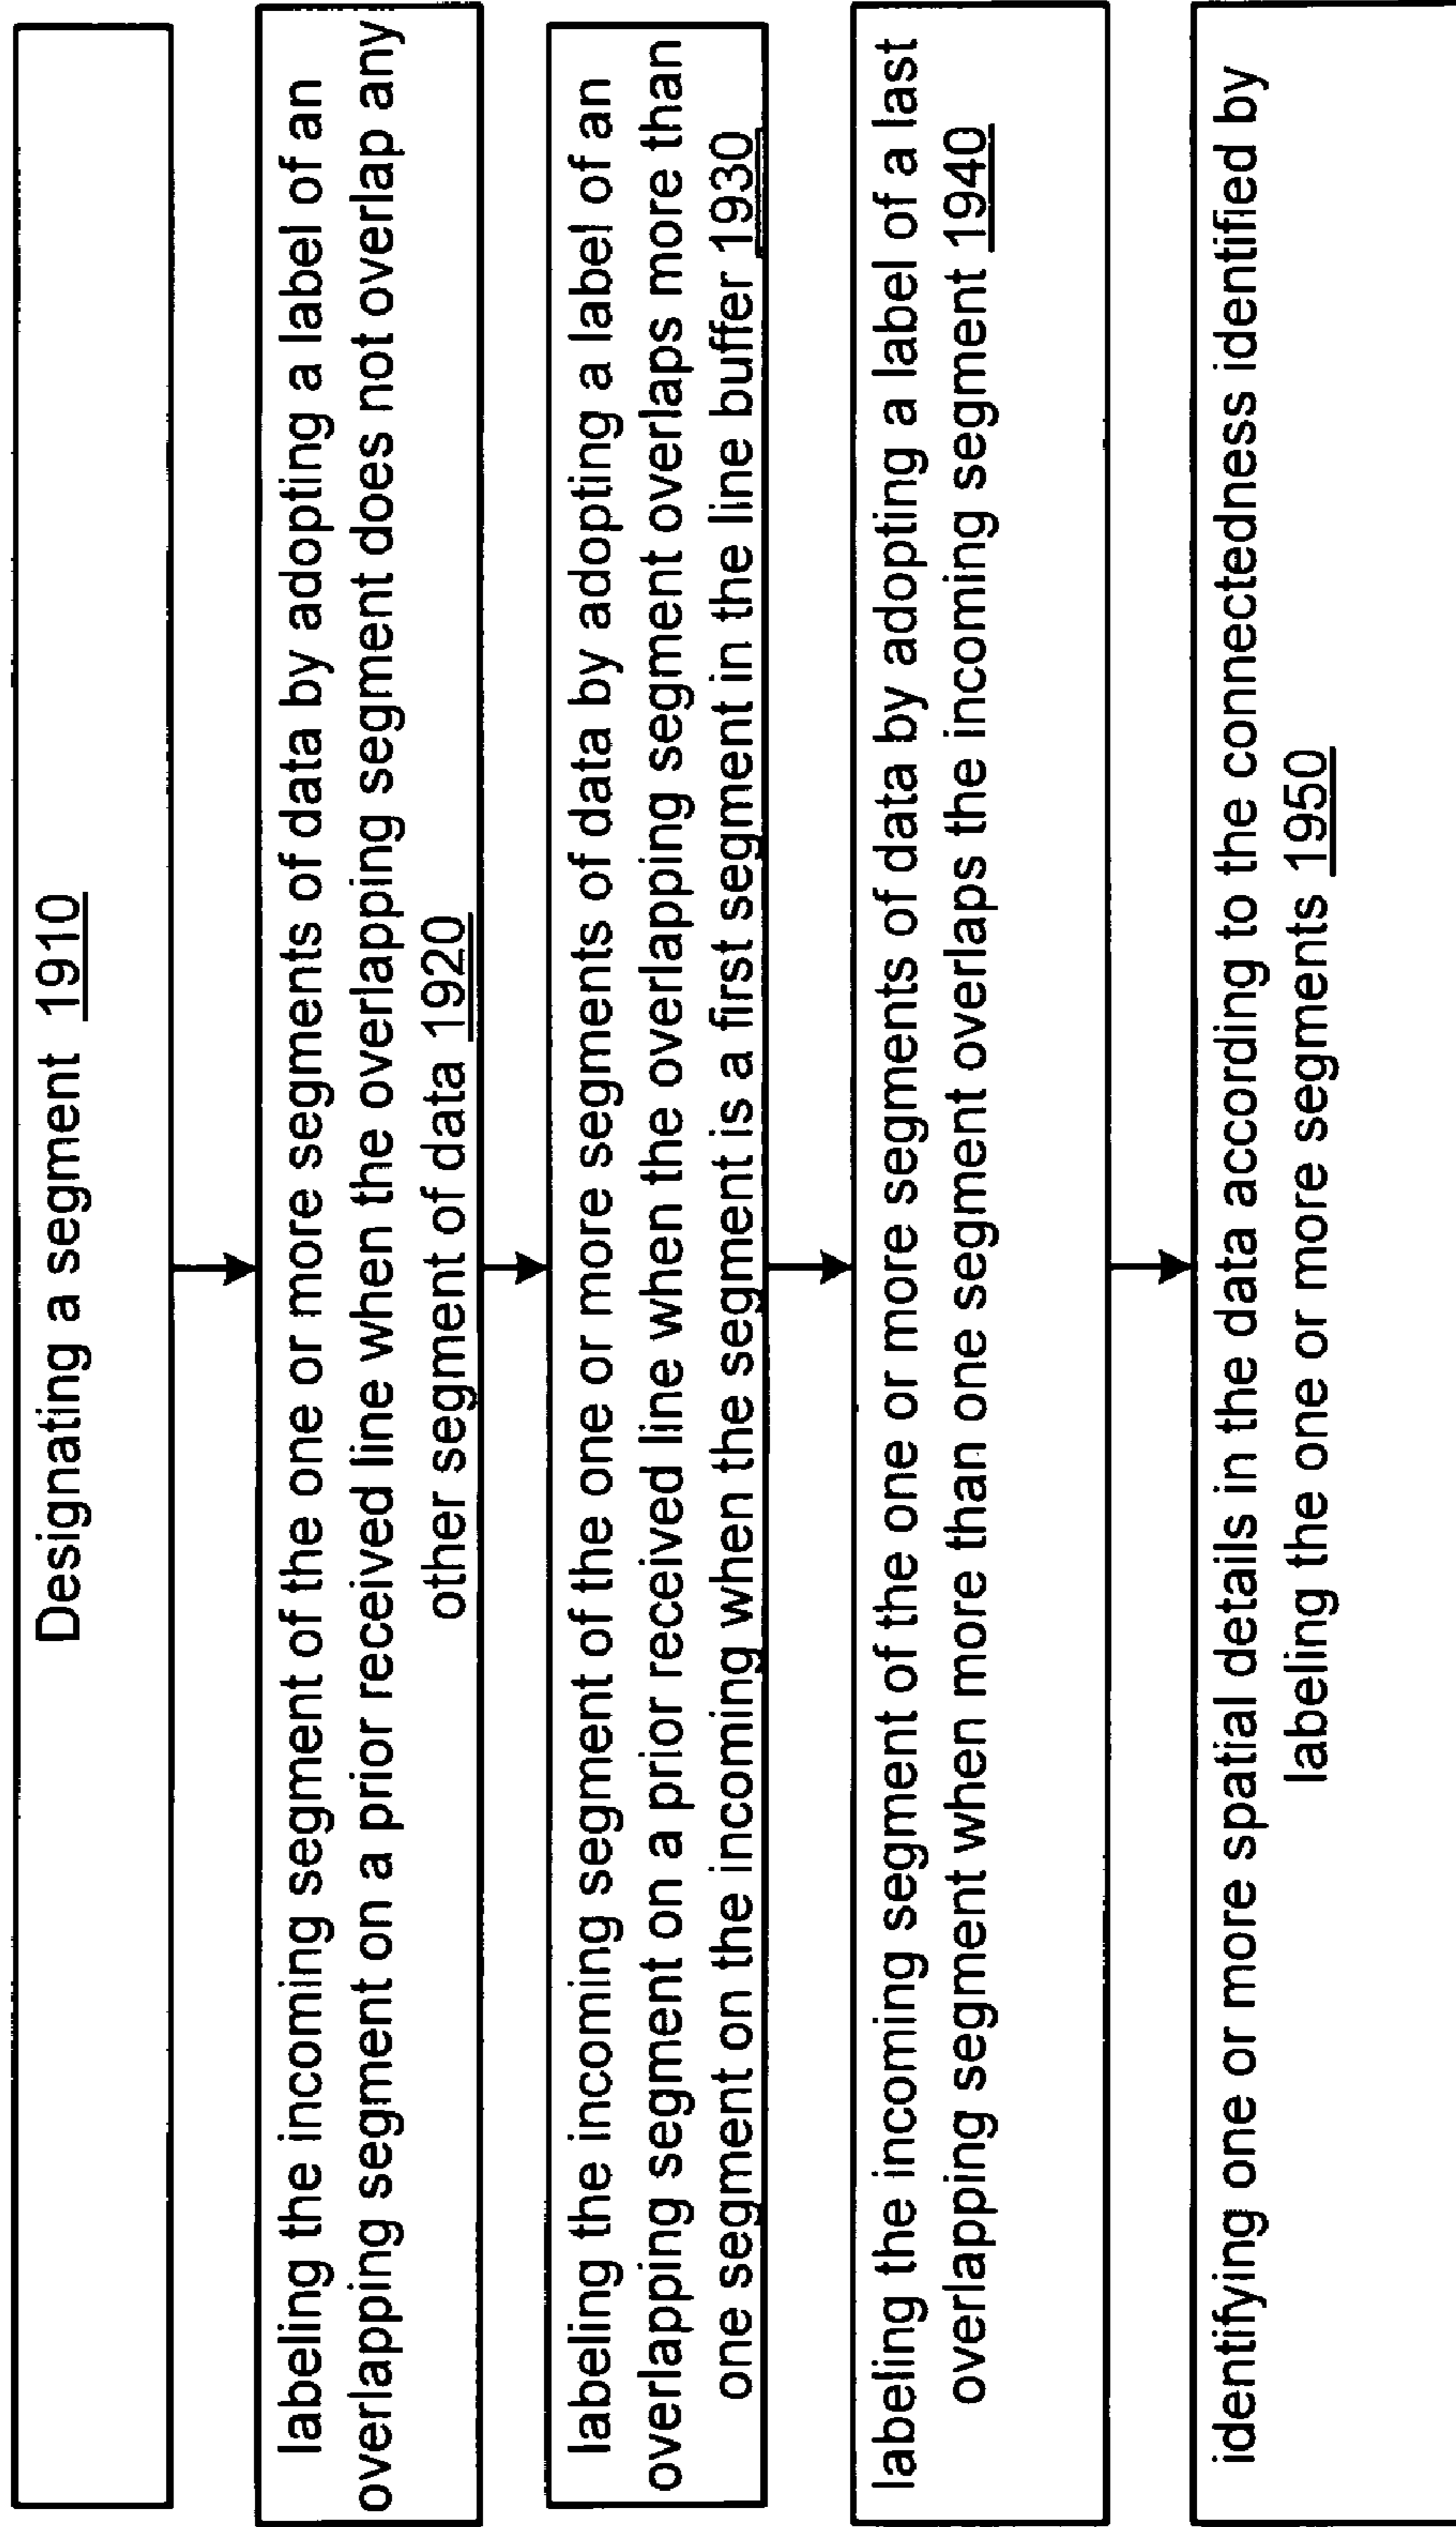 Designating a segment 1910
labeling the incoming segment of the one or more segments of data by adopting a label of an
overlapping segment on a prior received line when the overlapping segment does not overlap any
other segment of data 1920
labeling the incoming segment of the one or more segments of data by adopting a label of an
overlapping segment on a prior received line when the overlapping segment overlaps more than
one segment on the incoming when the segment is a first segment in the line buffer 1930
labeling the incoming segment of the one or more segments of data by adopting a label of a last
overlapping segment when more than one segment overlaps the incoming segment 1940
identifying one or more spatial details in the data according to the connectedness identified by
labeling the one or more segments 1950